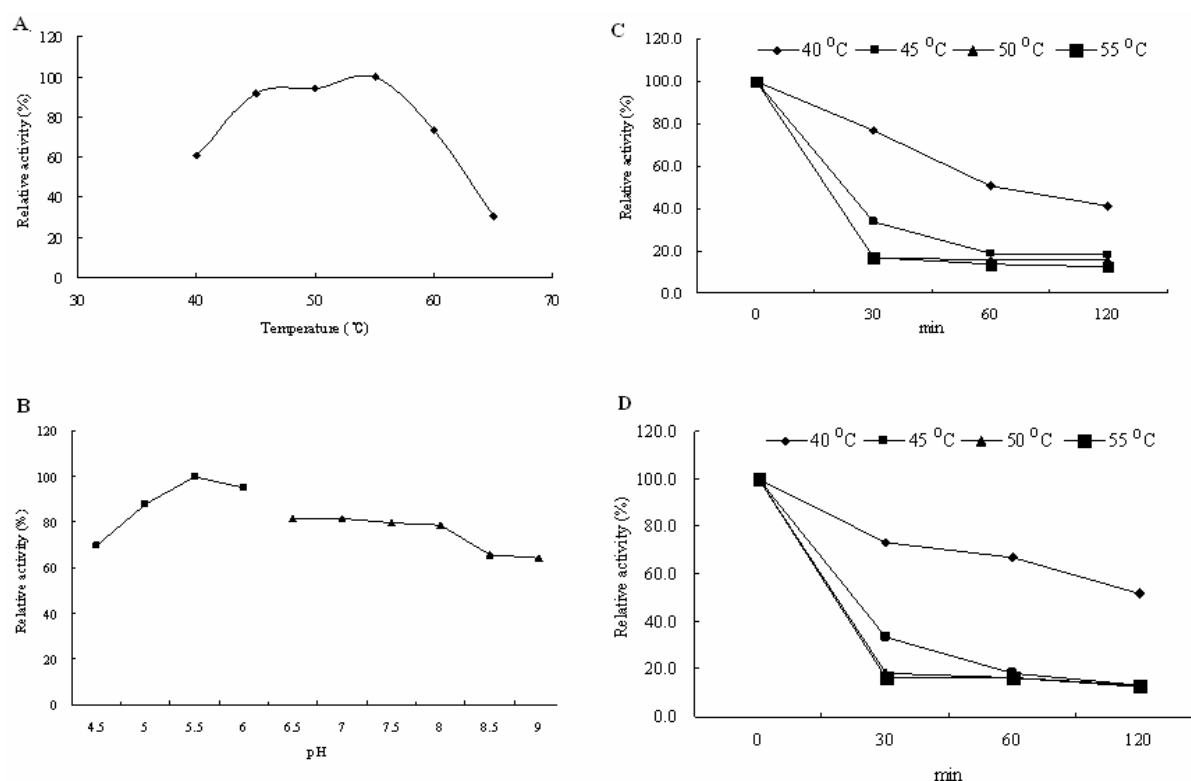 A.
120
100
80
60
40
20
0
30 40 50 60 70
Temperature (℃)
Relative activity (%)
C
120.0
100.0
80.0
60.0
40.0
20.0
0.0
40 ⁰C 45 ⁰C 50 ⁰C 55 ⁰C
0 30 60 120
min
Relative activity (%)
B
120
100
80
60
40
20
0
4.5 5 5.5 6 6.5 7 7.5 8 8.5 9
pH
Relative activity (%)
D
120.0
100.0
80.0
60.0
40.0
20.0
0.0
40 ⁰C 45 ⁰C 50 ⁰C 55 ⁰C
0 30 60 120
min
Relative activity (%)